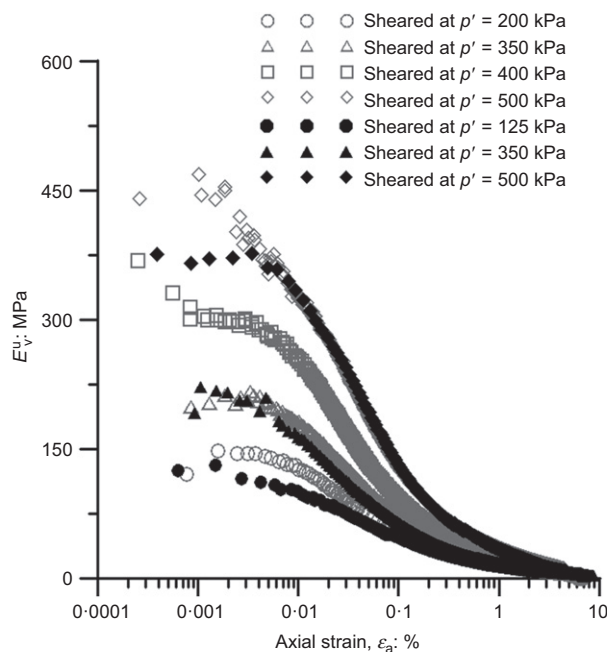 Sheared at p′ = 200 kPa
Sheared at p′ = 350 kPa
Sheared at p′ = 400 kPa
Sheared at p′ = 500 kPa
Sheared at p′ = 125 kPa
Sheared at p′ = 350 kPa
Sheared at p′ = 500 kPa
600
450
300
150
0
E^u_v: MPa
0·0001 0·001 0·01 0·1 1 10
Axial strain, ε_a: %